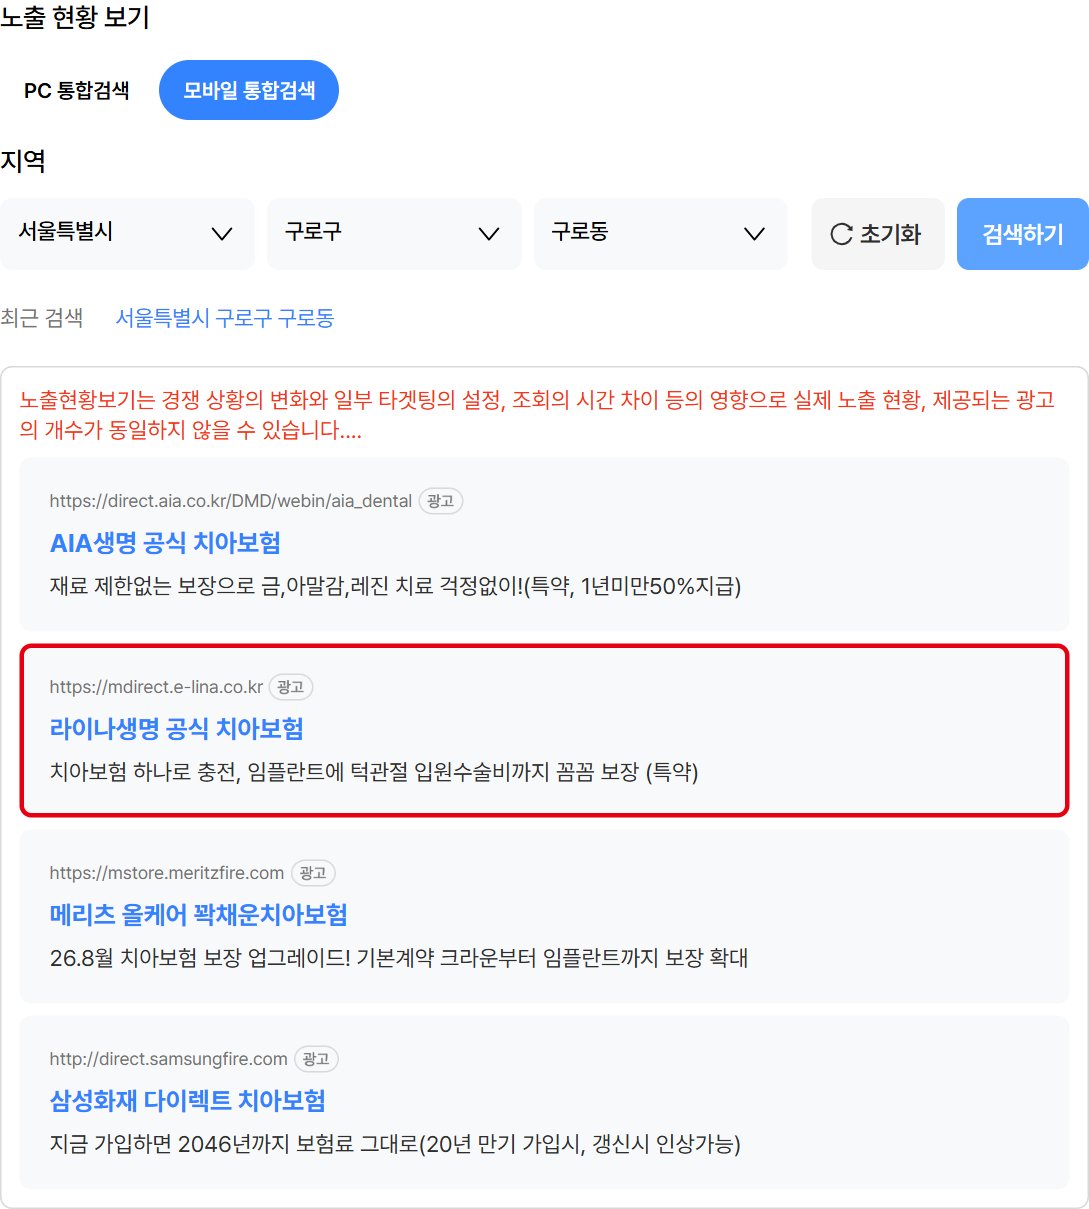 노출 현황 보기
PC 통합검색
모바일 통합검색
지역
서울특별시
구로구
구로동
초기화
검색하기
최근 검색
서울특별시 구로구 구로동
노출현황보기는 경쟁 상황의 변화와 일부 타겟팅의 설정, 조회의 시간 차이 등의 영향으로 실제 노출 현황, 제공되는 광고
의 개수가 동일하지 않을 수 있습니다....
https://direct.aia.co.kr/DMD/webin/aia_dental 광고
AIA생명 공식 치아보험
재료 제한없는 보장으로 금,아말감,레진 치료 걱정없이!(특약, 1년미만50%지급)
https://mdirect.e-lina.co.kr 광고
라이나생명 공식 치아보험
치아보험 하나로 충전, 임플란트에 턱관절 입원수술비까지 꼼꼼 보장 (특약)
https://mstore.meritzfire.com 광고
메리츠 올케어 꽉채운치아보험
26.8월 치아보험 보장 업그레이드! 기본계약 크라운부터 임플란트까지 보장 확대
http://direct.samsungfire.com 광고
삼성화재 다이렉트 치아보험
지금 가입하면 2046년까지 보험료 그대로(20년 만기 가입시, 갱신시 인상가능)